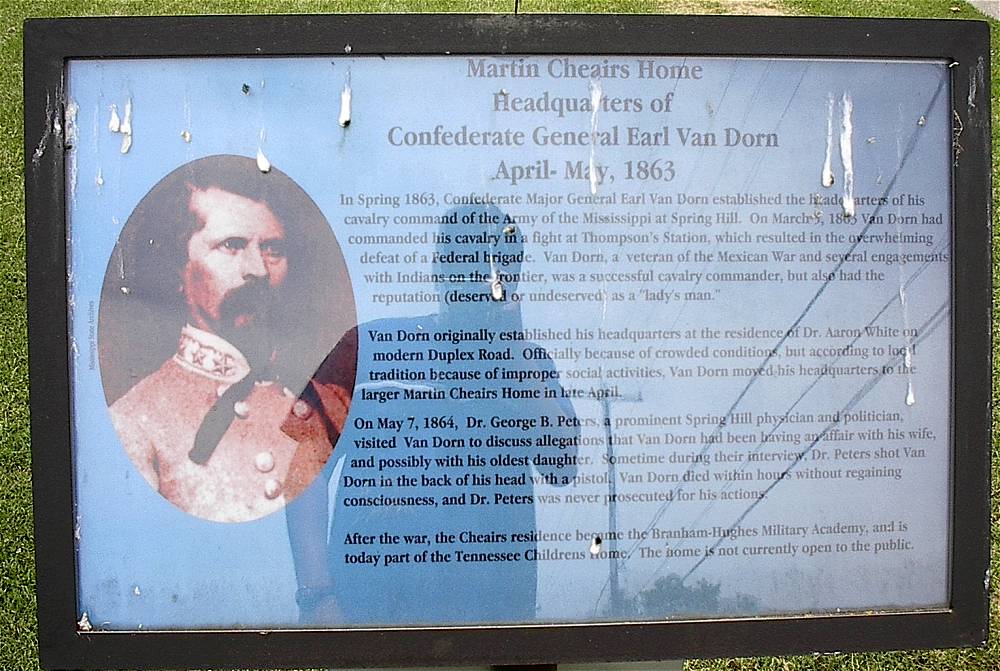 Martin Cheairs Home
Headquarters of
Confederate General Earl Van Dorn
April- May, 1863
In Spring 1863, Confederate Major General Earl Van Dorn established the headquarters of his
cavalry command of the Army of the Mississippi at Spring Hill. On March 5, 1863 Van Dorn had
commanded his cavalry in a fight at Thompson's Station, which resulted in the overwhelming
defeat of a Federal brigade. Van Dorn, a veteran of the Mexican War and several engagements
with Indians on the frontier, was a successful cavalry commander, but also had the
reputation (deserved or undeserved) as a "lady's man."
Van Dorn originally established his headquarters at the residence of Dr. Aaron White on
modern Duplex Road. Officially because of crowded conditions, but according to local
tradition because of improper social activities, Van Dorn moved his headquarters to the
larger Martin Cheairs Home in late April.
On May 7, 1864, Dr. George B. Peters, a prominent Spring Hill physician and politician,
visited Van Dorn to discuss allegations that Van Dorn had been having an affair with his wife,
and possibly with his oldest daughter. Sometime during their interview, Dr. Peters shot Van
Dorn in the back of his head with a pistol. Van Dorn died within hours without regaining
consciousness, and Dr. Peters was never prosecuted for his actions.
After the war, the Cheairs residence became the Branham-Hughes Military Academy, and is
today part of the Tennessee Childrens Home. The home is not currently open to the public.
Mississippi State Archives